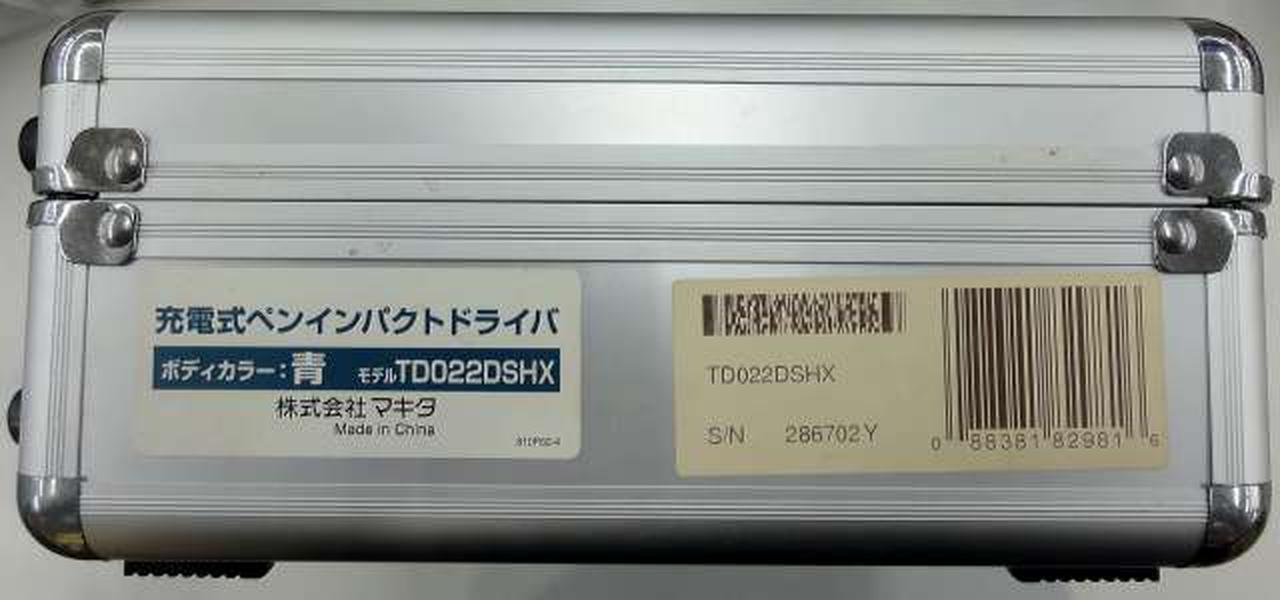 充電式ペンインパクトドライバ
ボディカラー：青 モデルTD022DSHX
株式会社マキタ
Made in China
TD022DSHX
S/N 286702Y
0 88381 82981 6